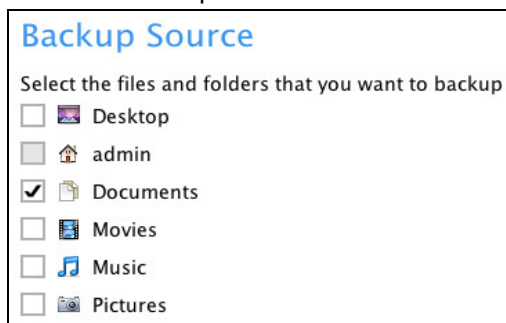 Backup Source
Select the files and folders that you want to backup
Desktop
admin
Documents
Movies
Music
Pictures